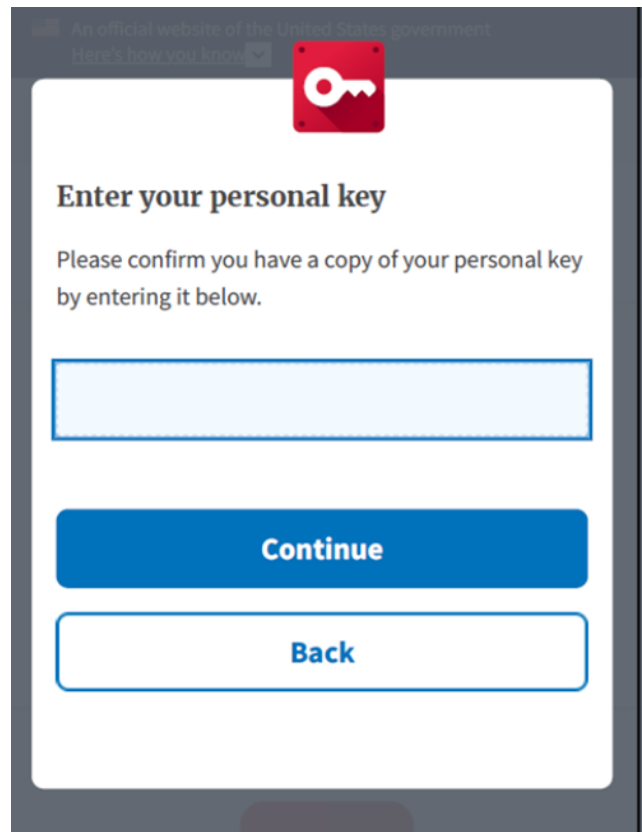 An official website of the United States government
Here's how you know
Enter your personal key
Please confirm you have a copy of your personal key
by entering it below.
Continue
Back